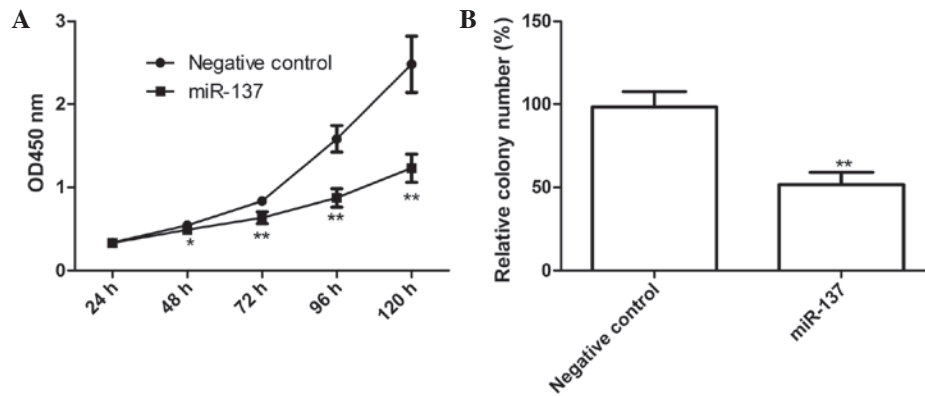 A
OD450 nm
3
2
1
0
Negative control
miR-137
*
**
**
**
24 h
48 h
72 h
96 h
120 h
B
Relative colony number (%)
150
100
50
0
**
Negative control
miR-137